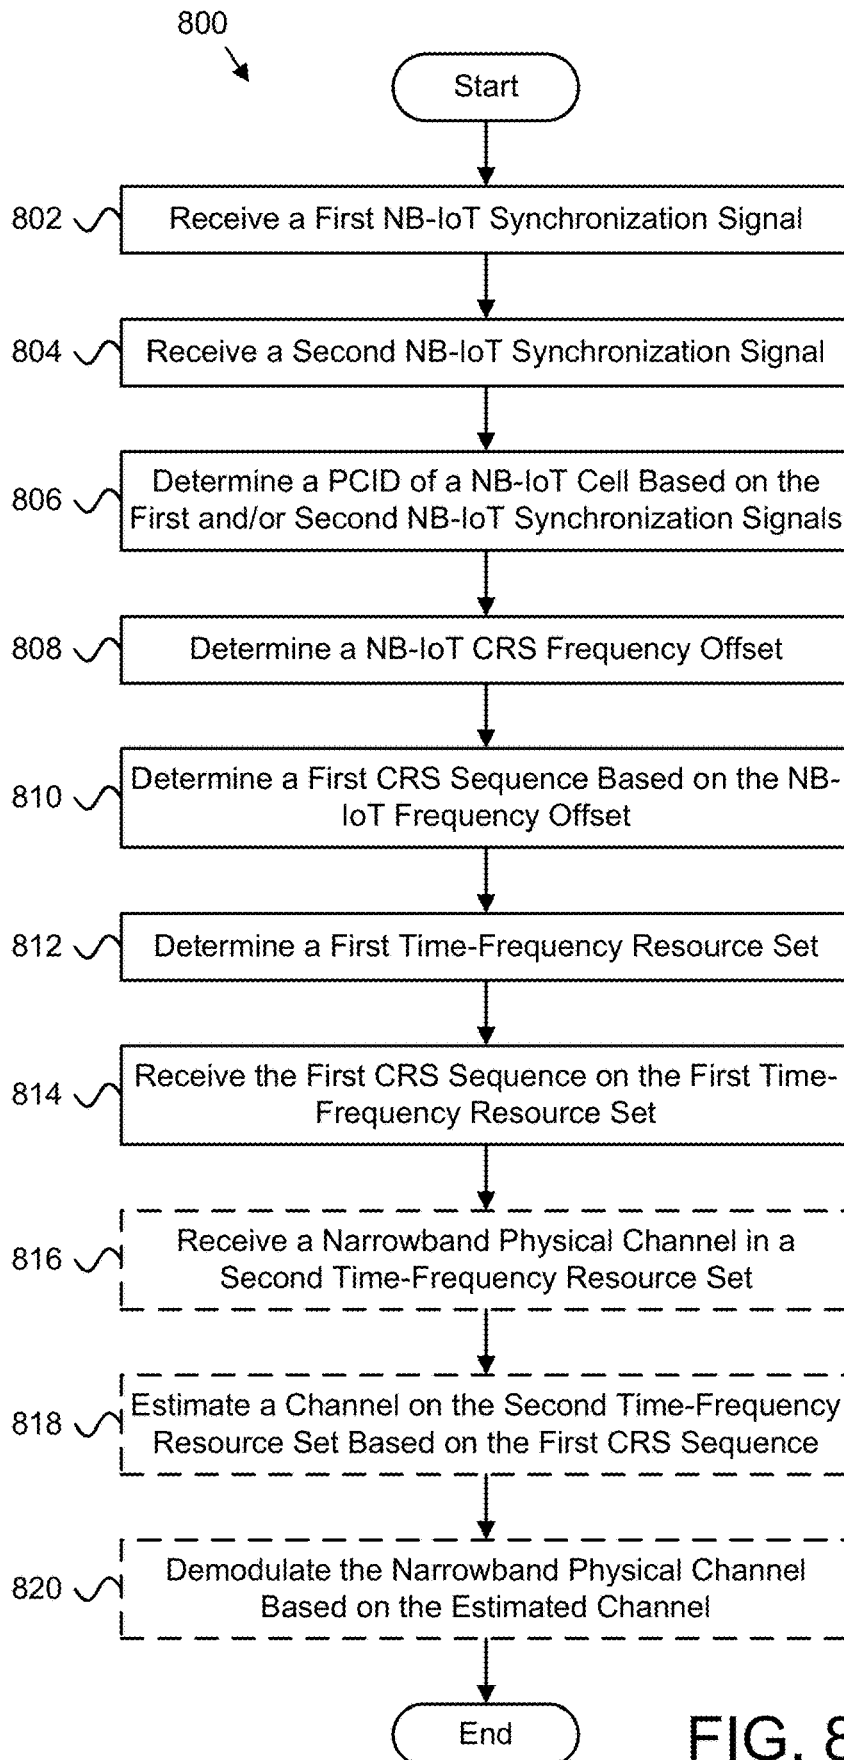 800
Start
802
Receive a First NB-IoT Synchronization Signal
804
Receive a Second NB-IoT Synchronization Signal
806
Determine a PCID of a NB-IoT Cell Based on the
First and/or Second NB-IoT Synchronization Signals
808
Determine a NB-IoT CRS Frequency Offset
810
Determine a First CRS Sequence Based on the NB-
IoT Frequency Offset
812
Determine a First Time-Frequency Resource Set
814
Receive the First CRS Sequence on the First Time-
Frequency Resource Set
816
Receive a Narrowband Physical Channel in a
Second Time-Frequency Resource Set
818
Estimate a Channel on the Second Time-Frequency
Resource Set Based on the First CRS Sequence
820
Demodulate the Narrowband Physical Channel
Based on the Estimated Channel
End
FIG. 8